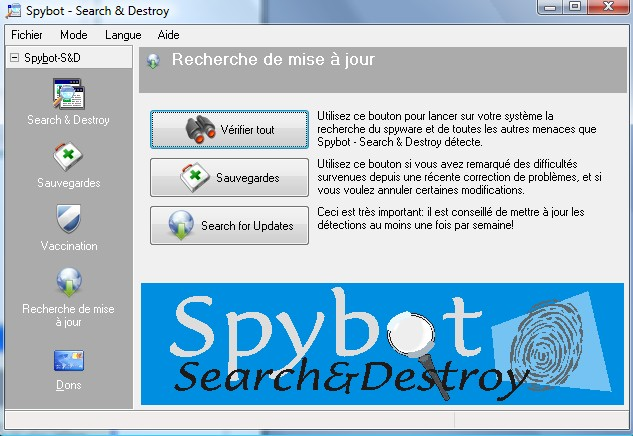 Spybot - Search & Destroy
Fichier Mode Langue Aide
Spybot-S&D
Search & Destroy
Sauvegardes
Vaccination
Recherche de mise
à jour
Dons
Recherche de mise à jour
Vérifier tout
Utilisez ce bouton pour lancer sur votre système la
recherche du spyware et de toutes les autres menaces que
Spybot - Search & Destroy détecte.
Sauvegardes
Utilisez ce bouton si vous avez remarqué des difficultés
survenues depuis une récente correction de problèmes, et si
vous voulez annuler certaines modifications.
Search for Updates
Ceci est très important: il est conseillé de mettre à jour les
détections au moins une fois par semaine!
Spybot
Search&Destroy